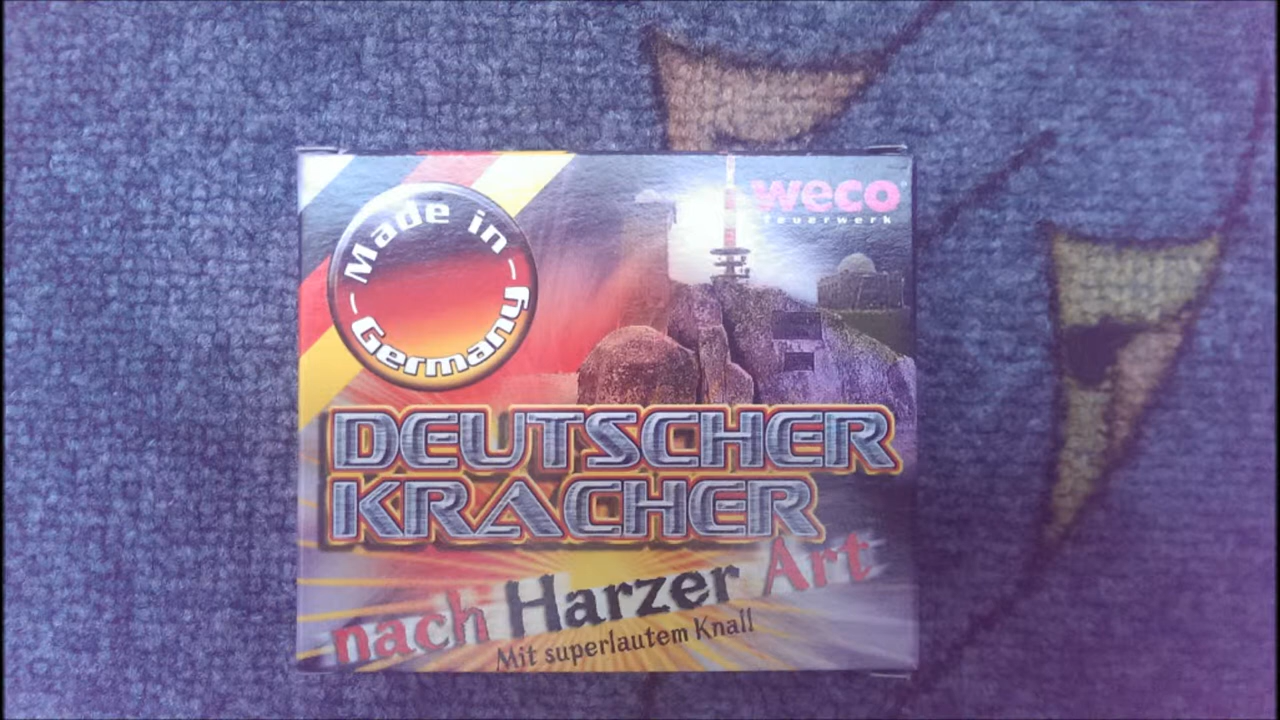 weco
feuerwerk
Made in
Germany
DEUTSCHER
KRACHER
nach Harzer Art
Mit superlautem Knall